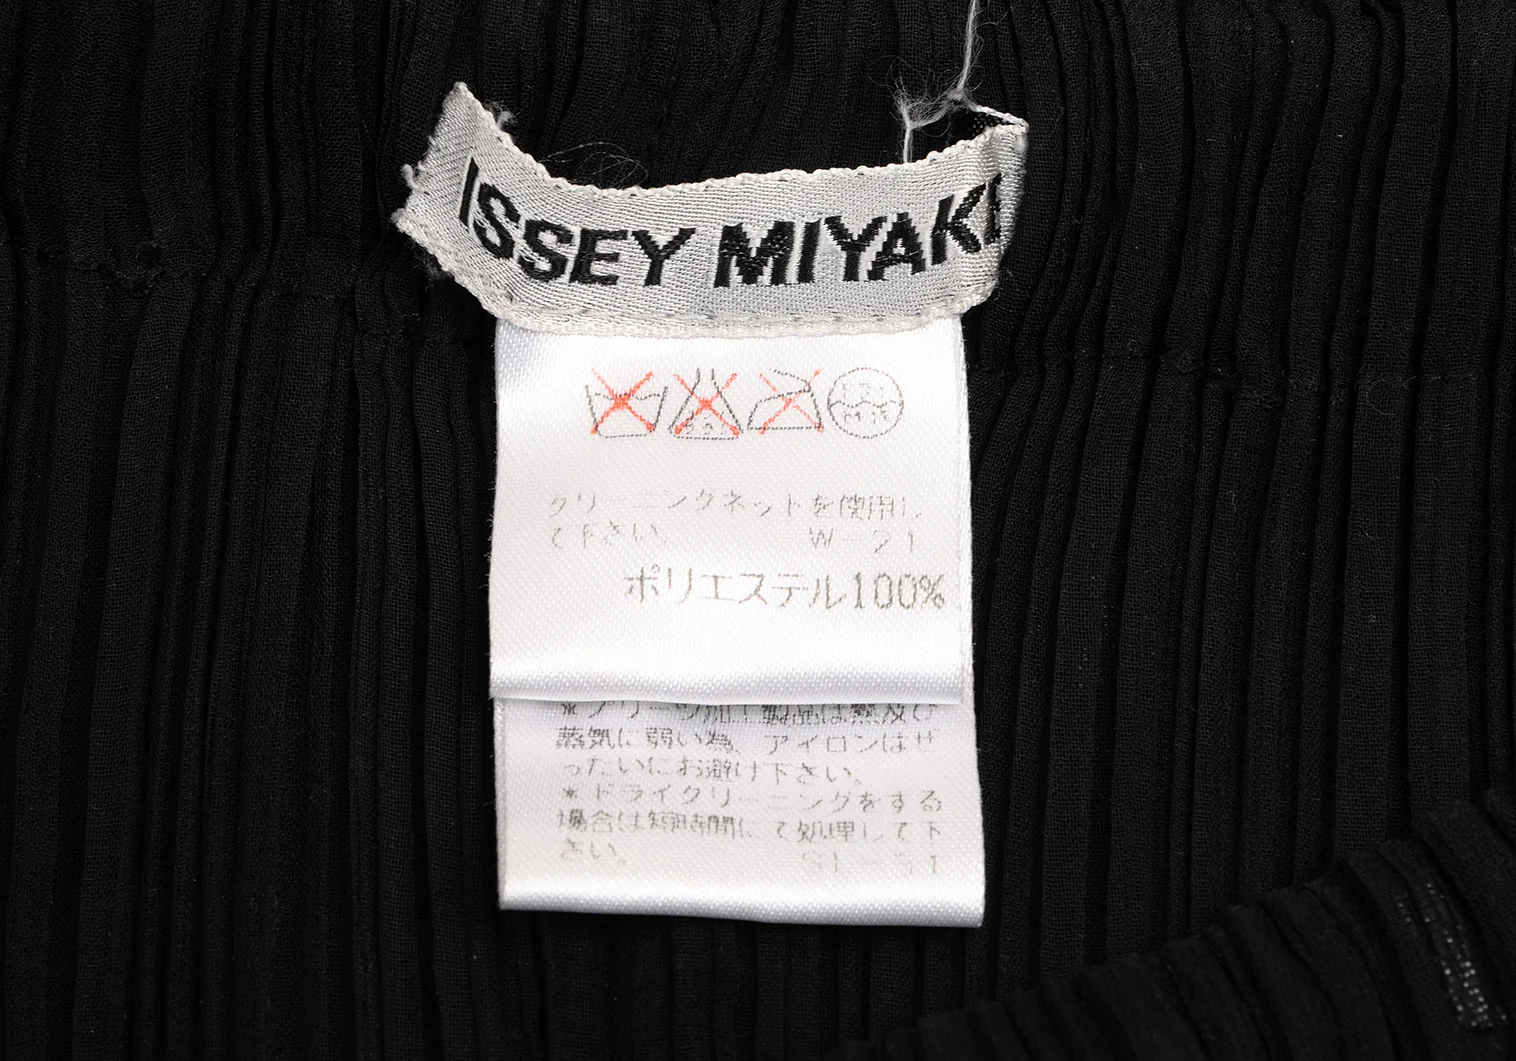 ISSEY MIYAKE
クリーニングネットを使用し
て下さい。 W-21
ポリエステル100%
*プリーツ加工製品は熱及び
蒸気に弱い為、アイロンはぜ
ったいにお避け下さい。
*ドライクリーニングをする
場合は短時間にて処理して下
さい。